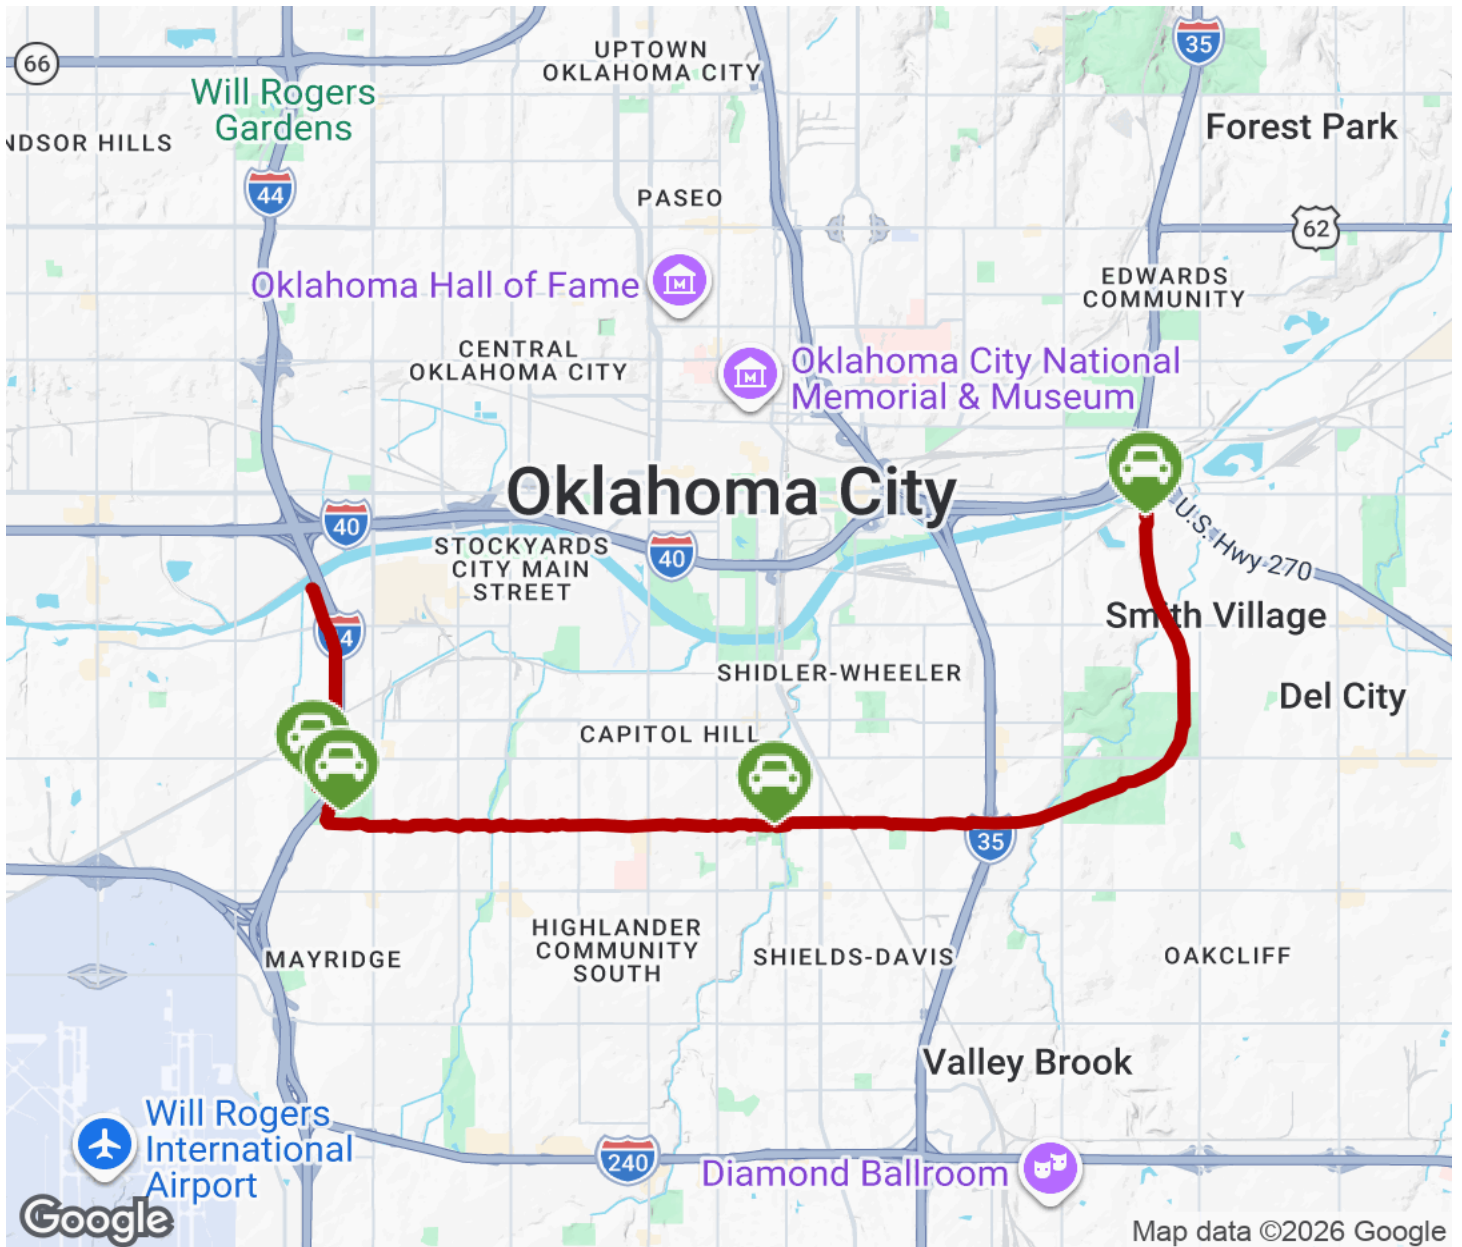 UPTOWN
OKLAHOMA CITY
35
66
Will Rogers
Gardens
Forest Park
NDSOR HILLS
44
PASEO
62
Oklahoma Hall of Fame
M
EDWARDS
COMMUNITY
CENTRAL
OKLAHOMA CITY
M
Oklahoma City National
Memorial & Museum
Oklahoma City
40
U.S. Hwy 270
STOCKYARDS
CITY MAIN
STREET
40
Smith Village
4
SHIDLER-WHEELER
Del City
CAPITOL HILL
35
HIGHLANDER
COMMUNITY
SOUTH
MAYRIDGE
SHIELDS-DAVIS
OAKCLIFF
Valley Brook
Will Rogers
International
Airport
240
Diamond Ballroom
Google
Map data ©2026 Google